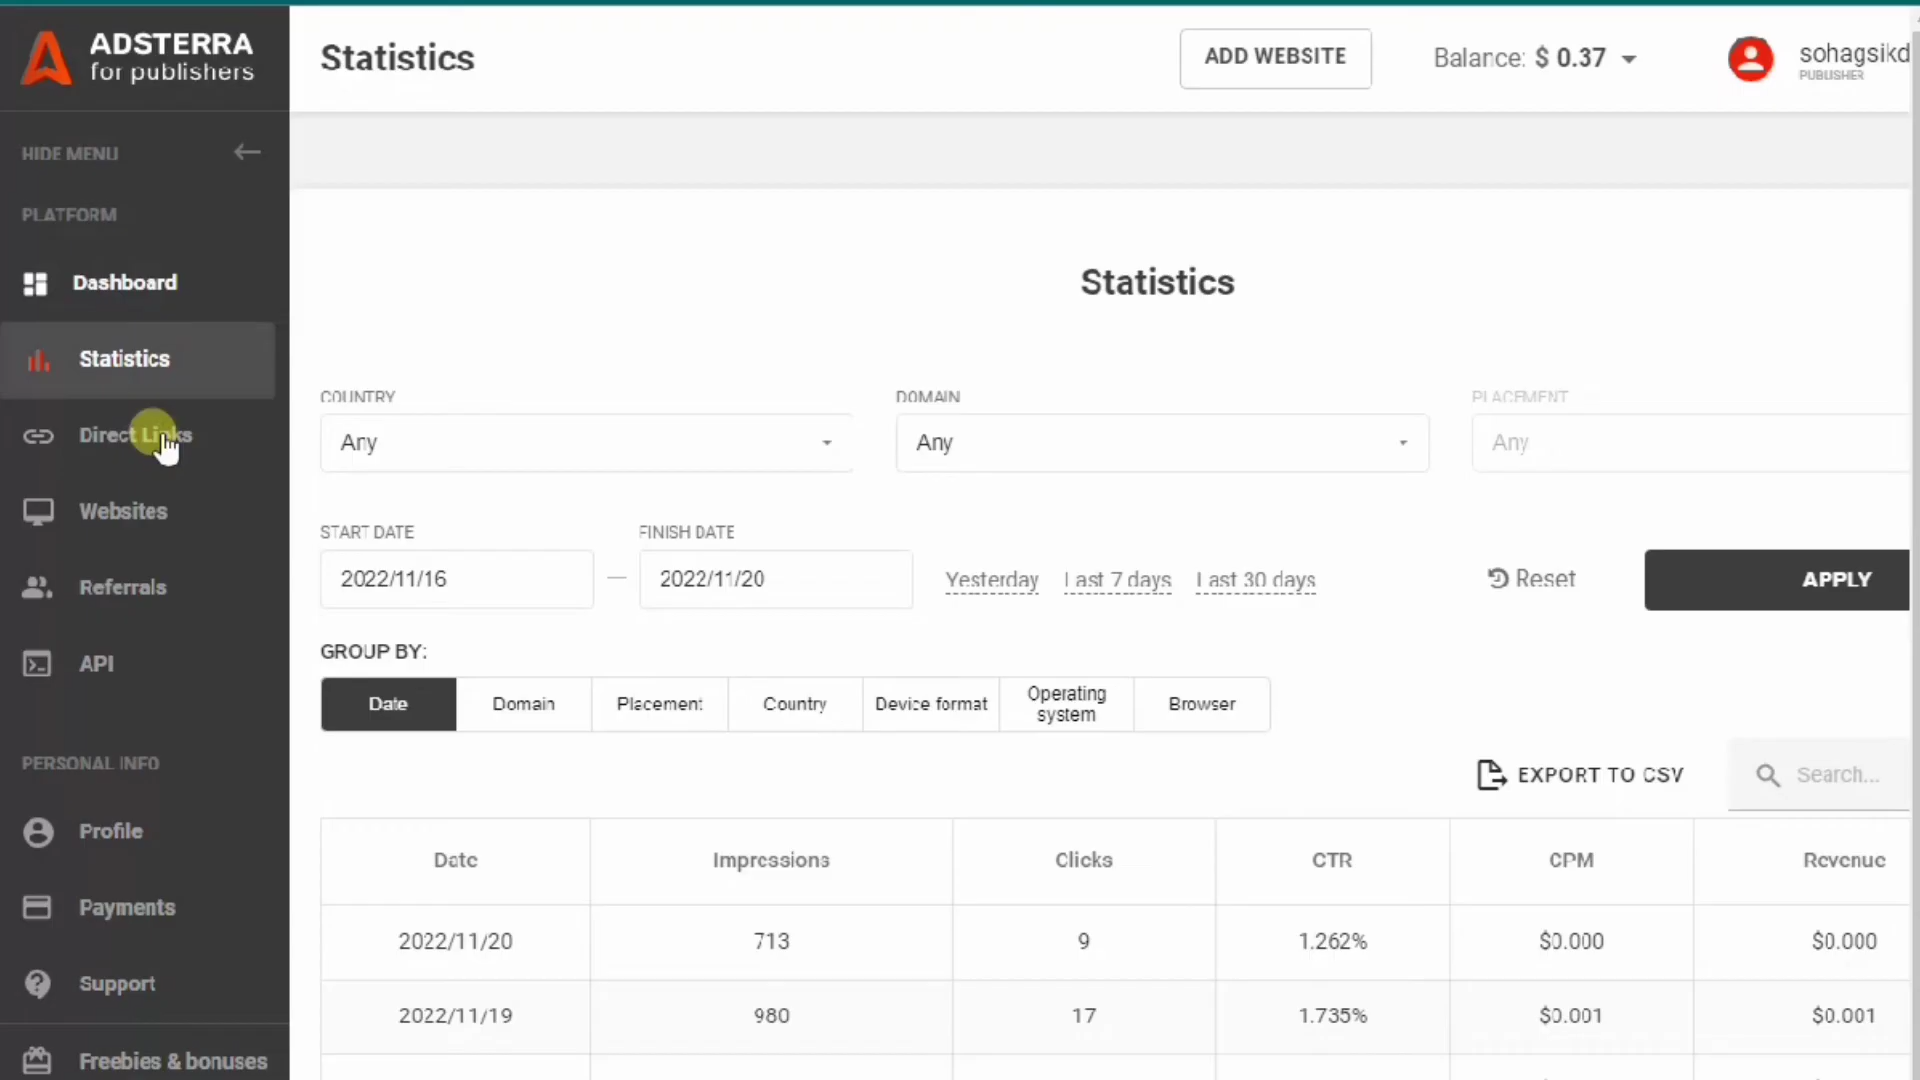 ADSTERRA
for publishers
HIDE MENU
PLATFORM
Dashboard
Statistics
Direct Links
Websites
Referrals
API
PERSONAL INFO
Profile
Payments
Support
Freebies & bonuses
Statistics
ADD WEBSITE
Balance: $ 0.37
sohagsikd
PUBLISHER
Statistics
COUNTRY DOMAIN PLACEMENT
Any Any Any
START DATE FINISH DATE
2022/11/16 — 2022/11/20 Yesterday Last 7 days Last 30 days Reset APPLY
GROUP BY:
Date Domain Placement Country Device format Operating system Browser
EXPORT TO CSV Search...
Date Impressions Clicks CTR CPM Revenue
2022/11/20 713 9 1.262% $0.000 $0.000
2022/11/19 980 17 1.735% $0.001 $0.001